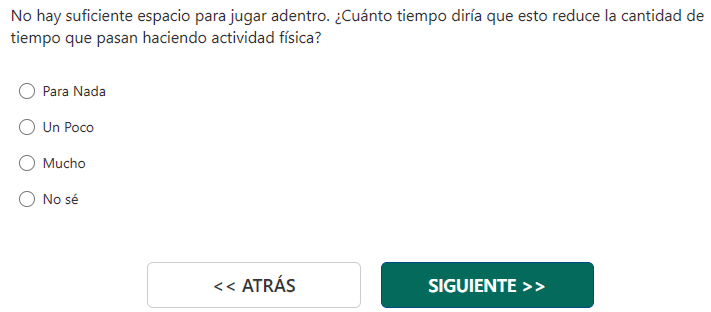 No hay suficiente espacio para jugar adentro. ¿Cuánto tiempo diría que esto reduce la cantidad de
tiempo que pasan haciendo actividad física?
Para Nada
Un Poco
Mucho
No sé
<< ATRÁS
SIGUIENTE >>